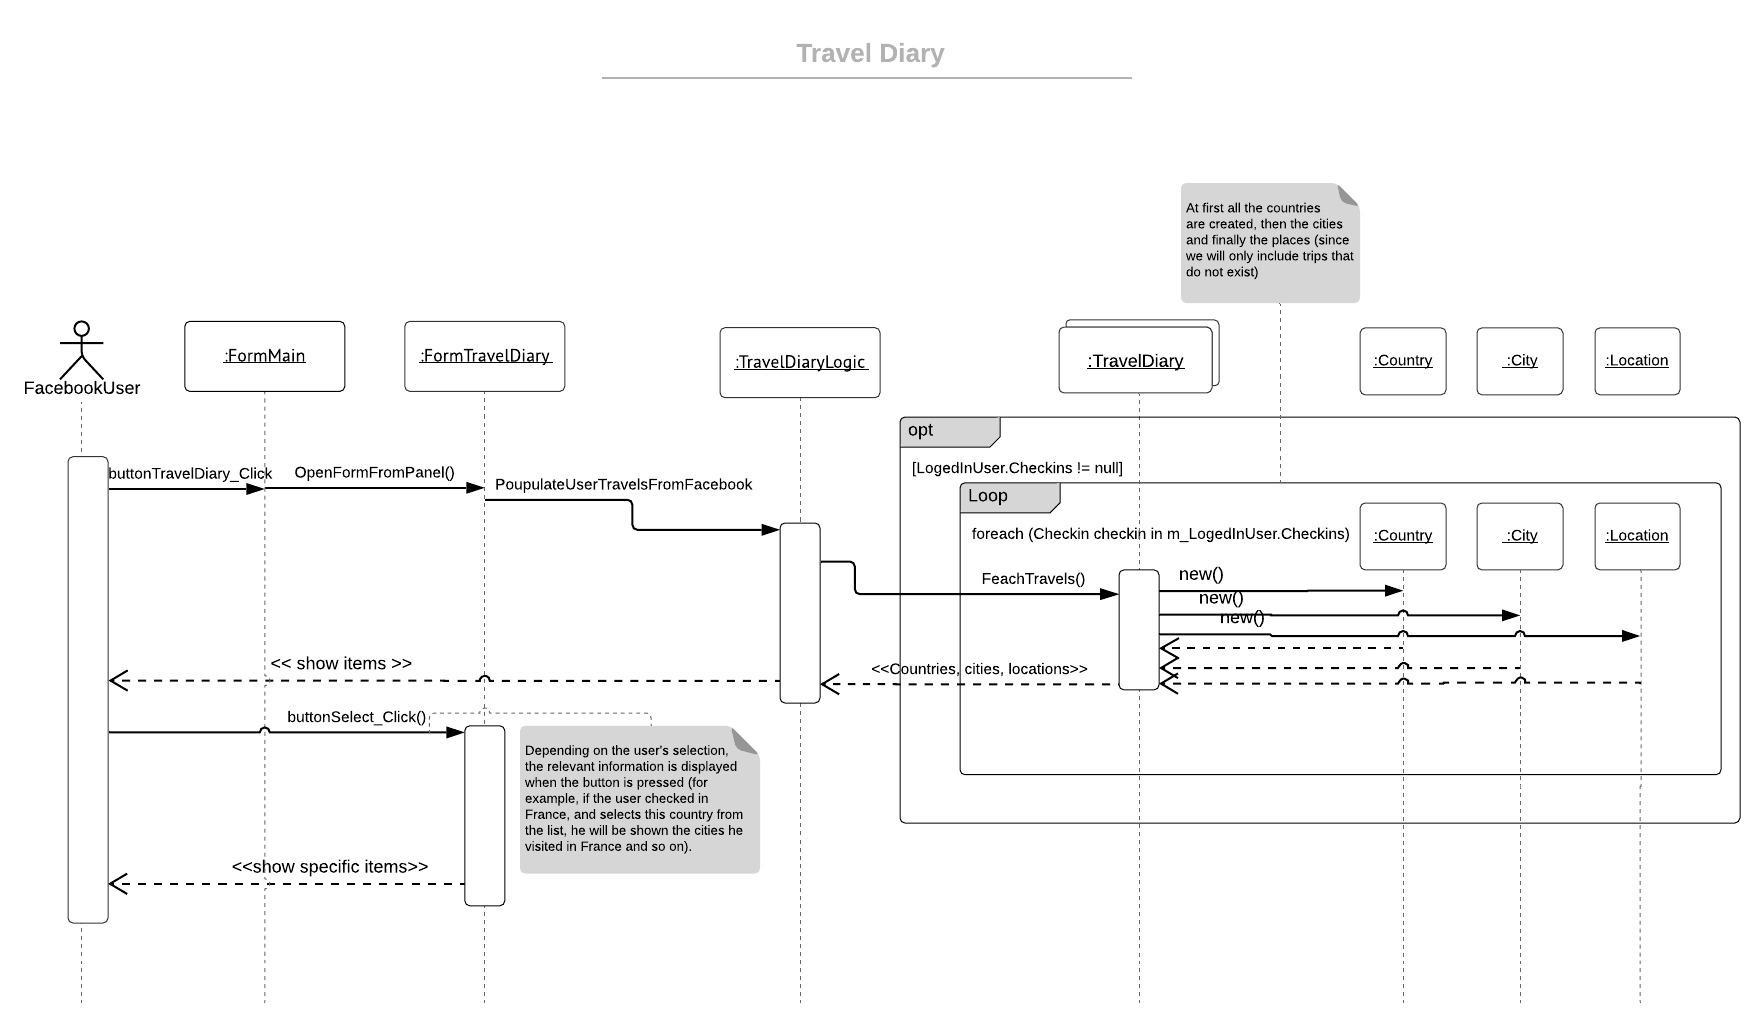 Travel Diary
At first all the countries
are created, then the cities
and finally the places (since
we will only include trips that
do not exist)
FacebookUser
:FormMain
:FormTravelDiary
:TravelDiaryLogic
:TravelDiary
:Country
:City
:Location
opt
[LogedInUser.Checkins != null]
buttonTravelDiary_Click
OpenFormFromPanel()
PoupulateUserTravelsFromFacebook
Loop
foreach (Checkin checkin in m_LogedInUser.Checkins)
:Country
:City
:Location
FeachTravels()
new()
new()
new()
<< show items >>
<<Countries, cities, locations>>
buttonSelect_Click()
Depending on the user's selection,
the relevant information is displayed
when the button is pressed (for
example, if the user checked in
France, and selects this country from
the list, he will be shown the cities he
visited in France and so on).
<<show specific items>>